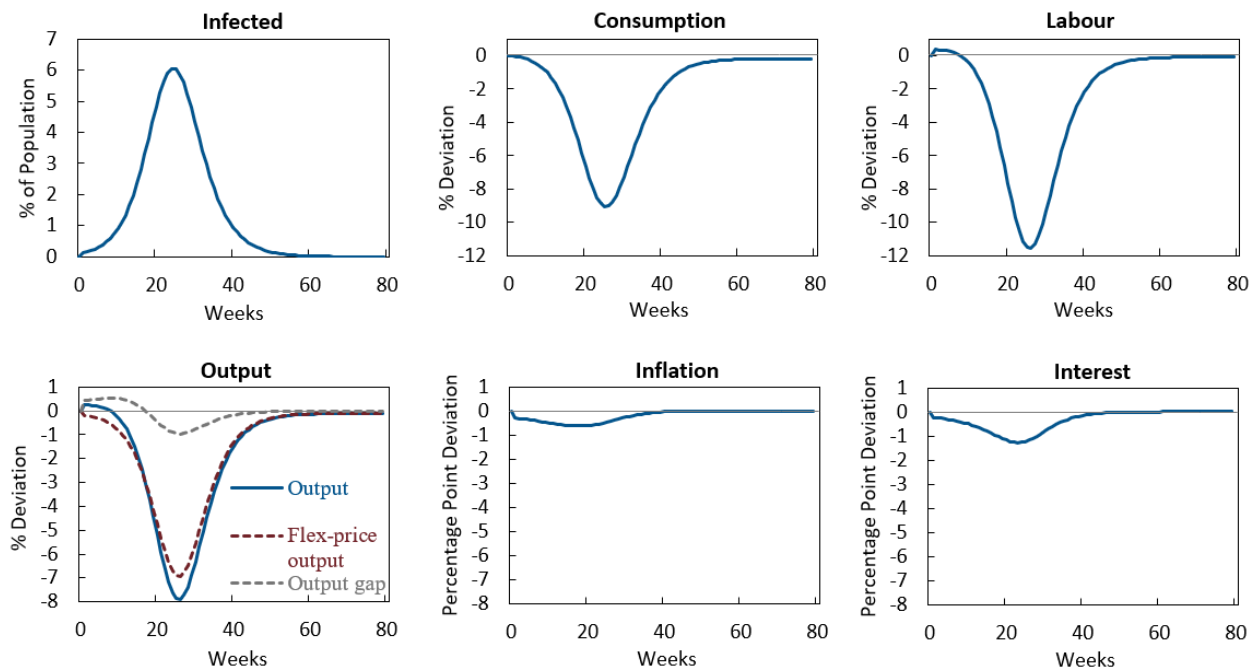 Infected
% of Population
7
6
5
4
3
2
1
0
0 20 40 60 80
Weeks
Consumption
% Deviation
0
-2
-4
-6
-8
-10
-12
0 20 40 60 80
Weeks
Labour
% Deviation
0
-2
-4
-6
-8
-10
-12
0 20 40 60 80
Weeks
Output
% Deviation
1
0
-1
-2
-3
-4
-5
-6
-7
-8
Output
Flex-price
output
Output gap
0 20 40 60 80
Weeks
Inflation
Percentage Point Deviation
1
0
-1
-2
-3
-4
-5
-6
-7
-8
0 20 40 60 80
Weeks
Interest
Percentage Point Deviation
1
0
-1
-2
-3
-4
-5
-6
-7
-8
0 20 40 60 80
Weeks